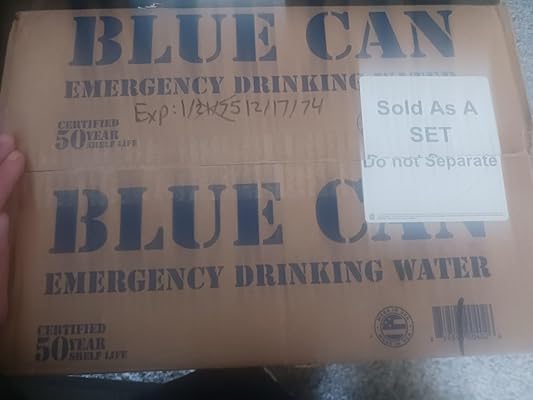 BLUE CAN
EMERGENCY DRINKING
Exp: 12/17/74
CERTIFIED
50 YEAR
SHELF LIFE
Sold As A
SET
Do not Separate
BLUE CAN
EMERGENCY DRINKING WATER
CERTIFIED
50 YEAR
SHELF LIFE